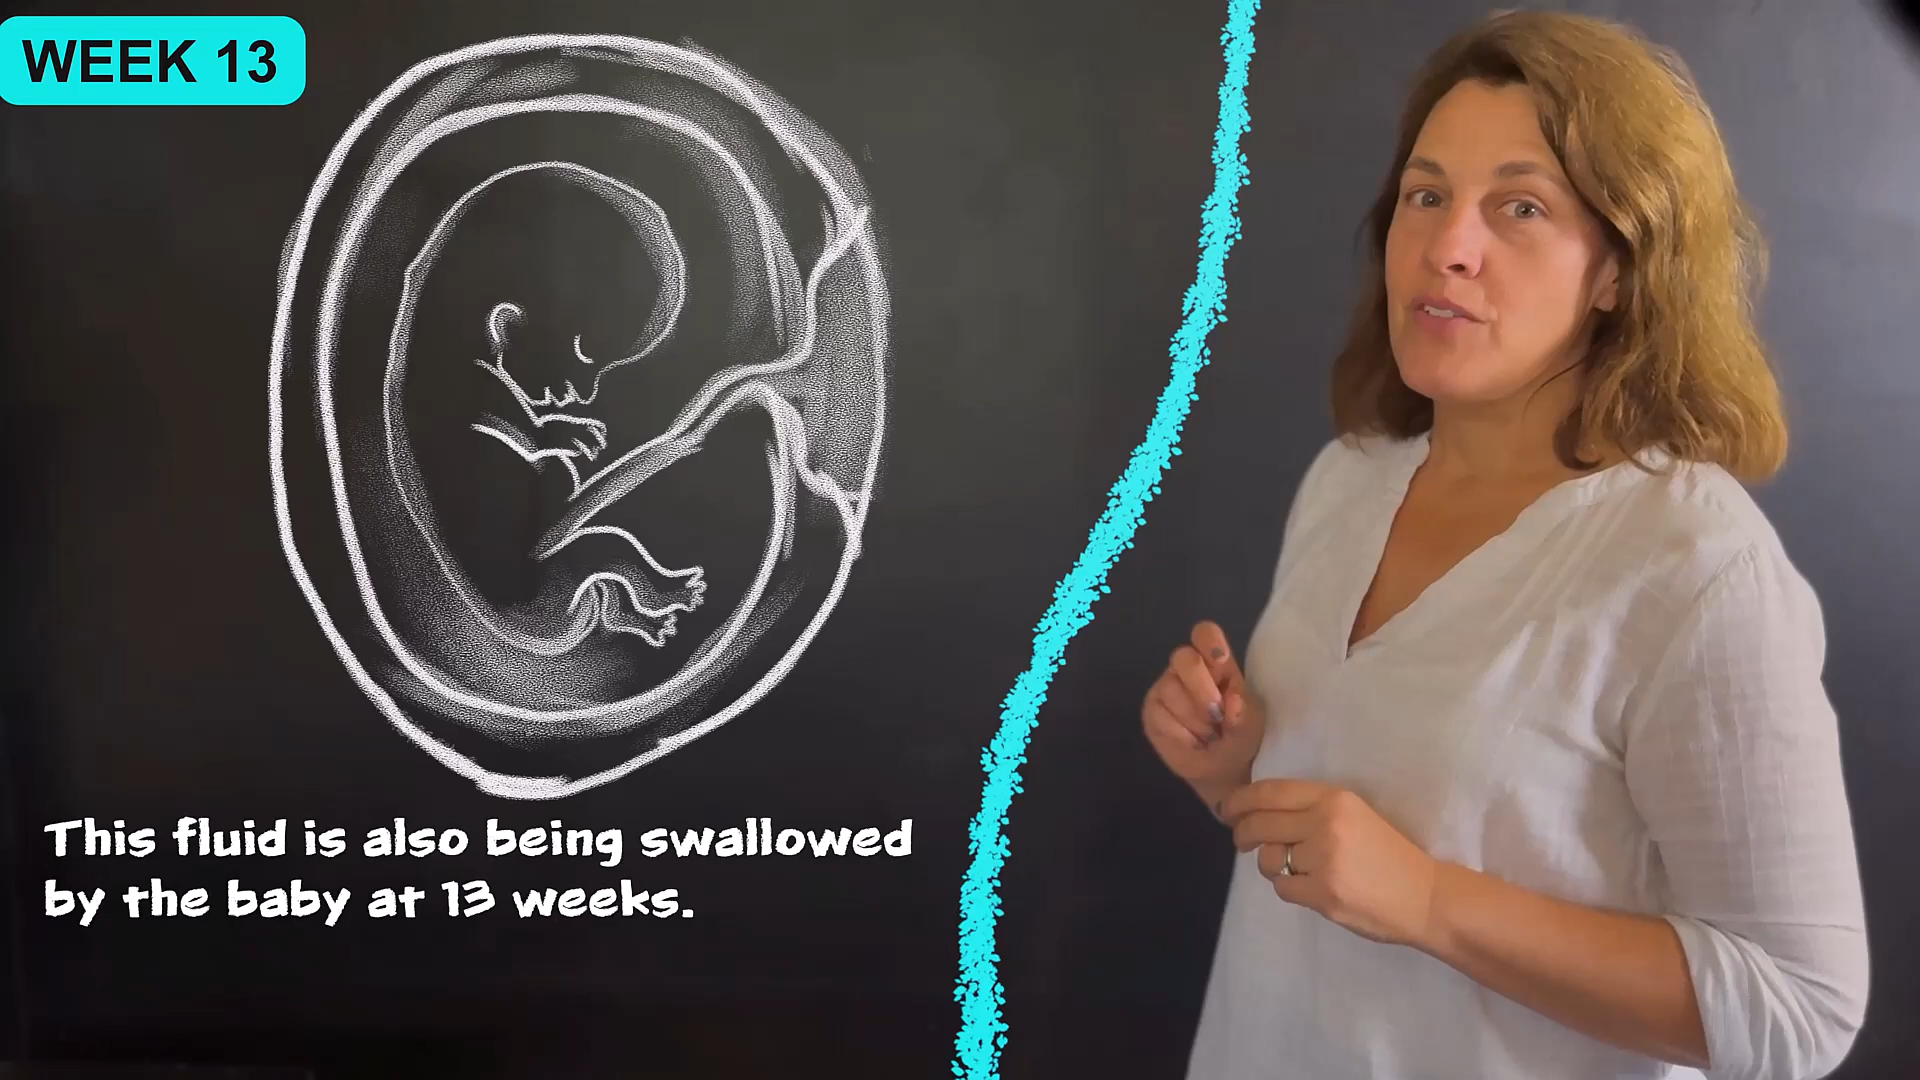 WEEK 13
This fluid is also being swallowed
by the baby at 13 weeks.